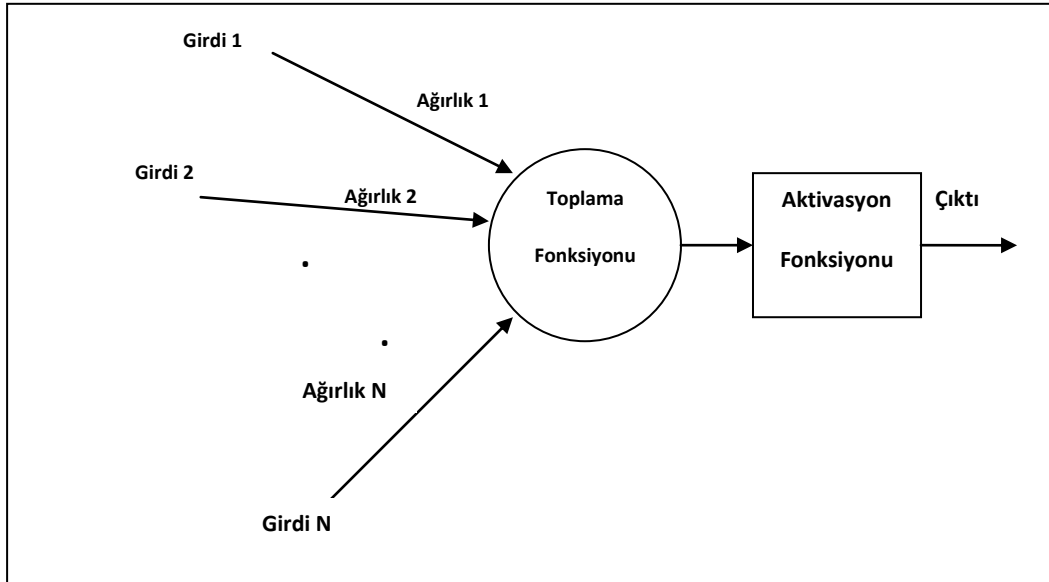 Girdi 1
Ağırlık 1
Girdi 2
Ağırlık 2
Toplama
Fonksiyonu
Aktivasyon
Fonksiyonu
Çıktı
Ağırlık N
Girdi N